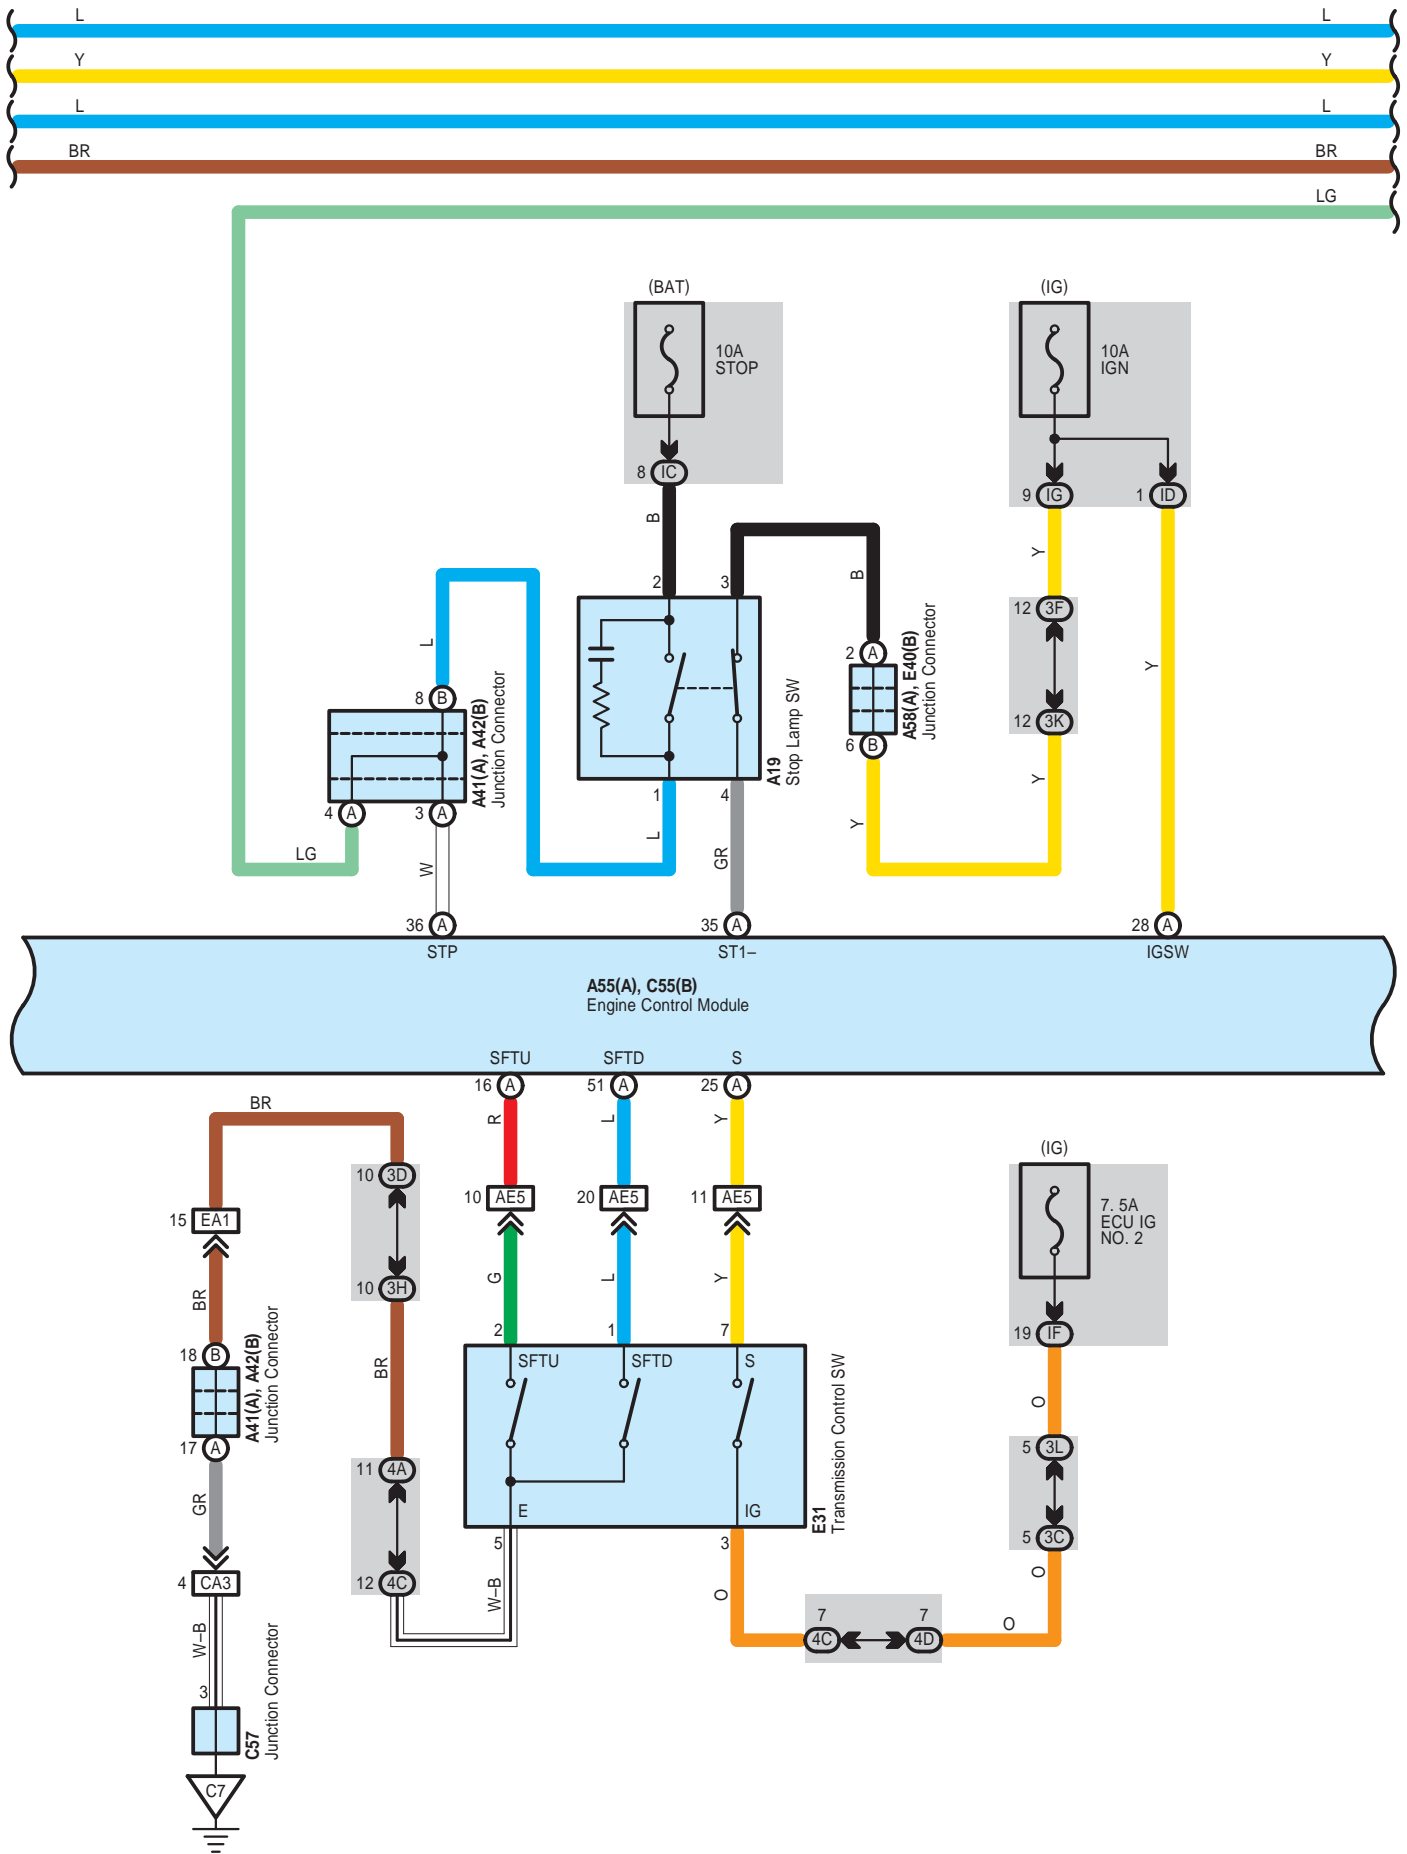 L L
Y Y
L L
BR BR
LG
(BAT) (IG)
10A
STOP
10A
IGN
8 IC
9 IG 1 ID
B
Y
2 3
B
12 3F
L
2 A
A58(A), E40(B)
Junction Connector
Y
8 B
A41(A), A42(B)
Junction Connector
A19
Stop Lamp SW
6 B
12 3K
Y
1 4
4 A 3 A
L
Y
LG
W
GR
36 A 35 A 28 A
STP ST1– IGSW
A55(A), C55(B)
Engine Control Module
SFTU SFTD S
16 A 51 A 25 A
BR
R L Y
(IG)
10 3D
10 AE5 20 AE5 11 AE5
7. 5A
ECU IG
NO. 2
15 EA1
10 3H
G L Y
BR
2 1 7
19 IF
18 B
A41(A), A42(B)
Junction Connector
BR
SFTU SFTD S
O
17 A
5 3L
11 4A
GR
E IG
E31
Transmission Control SW
5 3
5 3C
4 CA3
12 4C
W–B
O
O
7 7
4C 4D
O
W–B
3
C57
Junction Connector
C7